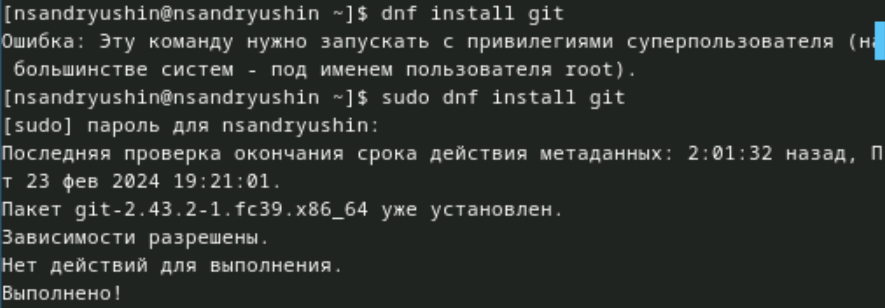 [nsandryushin@nsandryushin ~]$ dnf install git
Ошибка: Эту команду нужно запускать с привилегиями суперпользователя (на
большинстве систем - под именем пользователя root).
[nsandryushin@nsandryushin ~]$ sudo dnf install git
[sudo] пароль для nsandryushin:
Последняя проверка окончания срока действия метаданных: 2:01:32 назад, П
т 23 фев 2024 19:21:01.
Пакет git-2.43.2-1.fc39.x86_64 уже установлен.
Зависимости разрешены.
Нет действий для выполнения.
Выполнено!